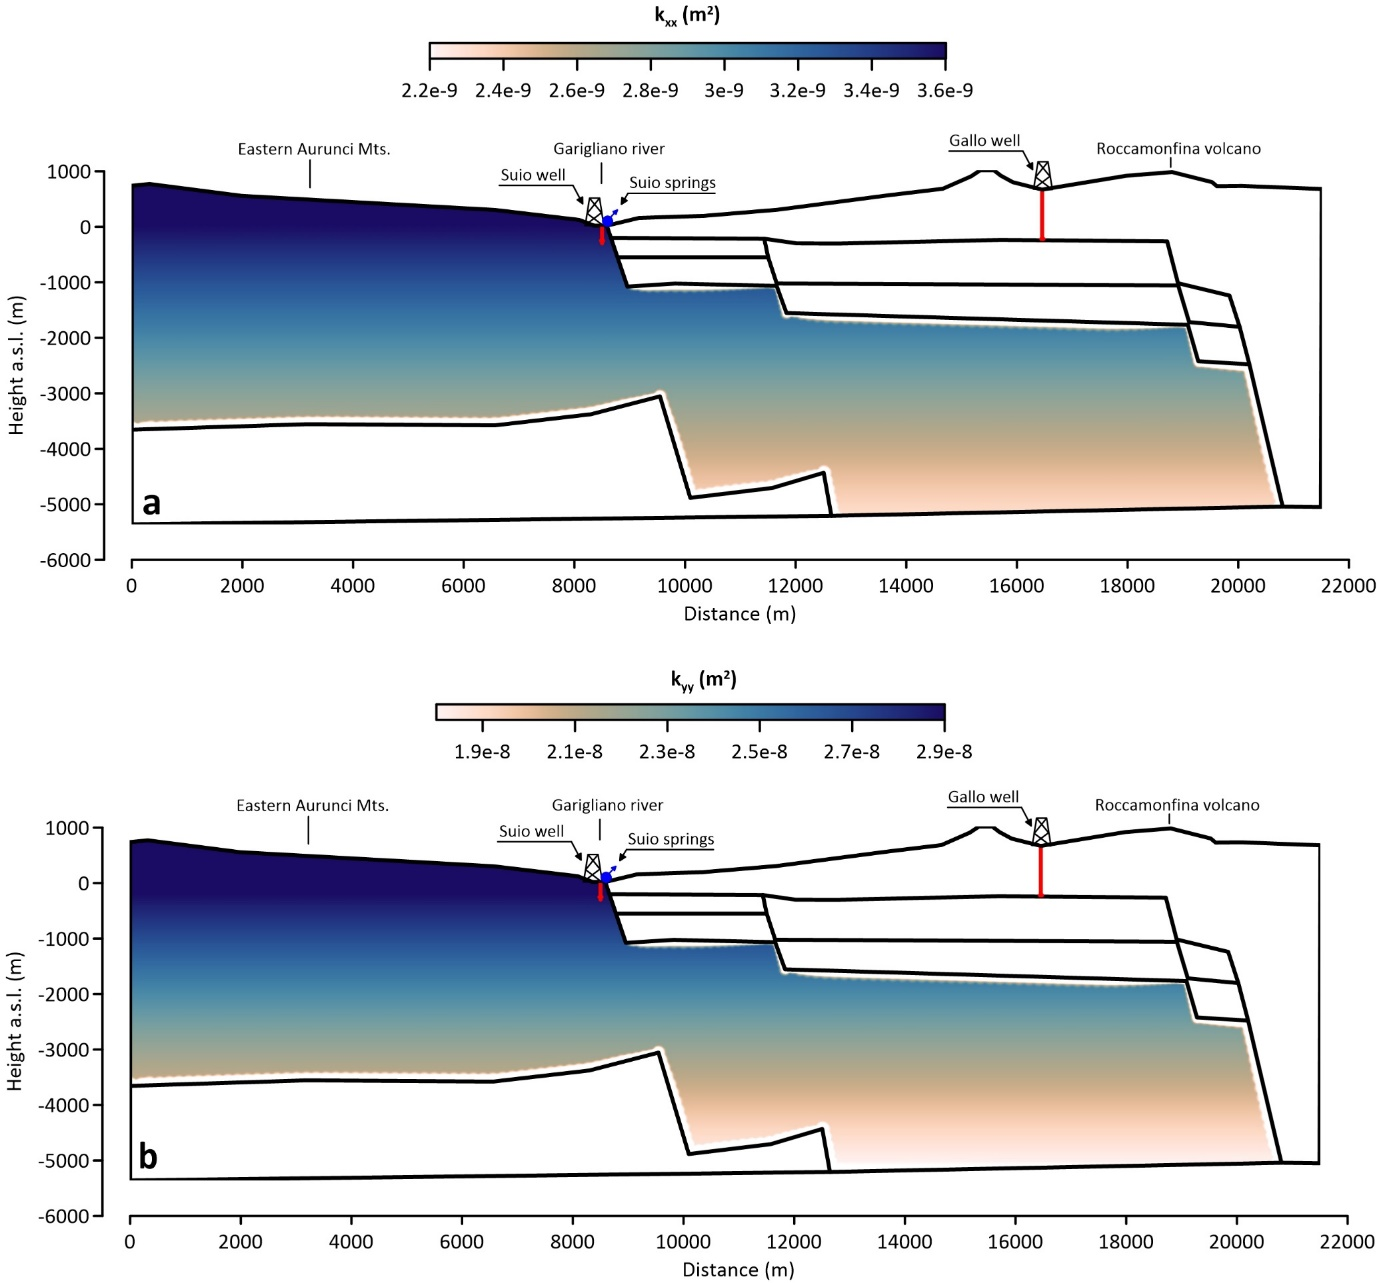 kxx (m²)
2.2e-9 2.4e-9 2.6e-9 2.8e-9 3e-9 3.2e-9 3.4e-9 3.6e-9
Gallo well
Eastern Aurunci Mts. Garigliano river Roccamonfina volcano
Suio well Suio springs
1000
0
-1000
-2000
-3000
-4000
-5000
-6000
Height a.s.l. (m)
a
0 2000 4000 6000 8000 10000 12000 14000 16000 18000 20000 22000
Distance (m)
kyy (m²)
1.9e-8 2.1e-8 2.3e-8 2.5e-8 2.7e-8 2.9e-8
Gallo well
Eastern Aurunci Mts. Garigliano river Roccamonfina volcano
Suio well Suio springs
1000
0
-1000
-2000
-3000
-4000
-5000
-6000
Height a.s.l. (m)
b
0 2000 4000 6000 8000 10000 12000 14000 16000 18000 20000 22000
Distance (m)